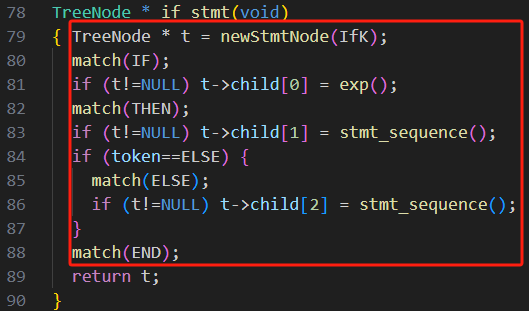 78 TreeNode * if_stmt(void)
79 { TreeNode * t = newStmtNode(IfK);
80 match(IF);
81 if (t!=NULL) t->child[0] = exp();
82 match(THEN);
83 if (t!=NULL) t->child[1] = stmt_sequence();
84 if (token==ELSE) {
85 match(ELSE);
86 if (t!=NULL) t->child[2] = stmt_sequence();
87 }
88 match(END);
89 return t;
90 }